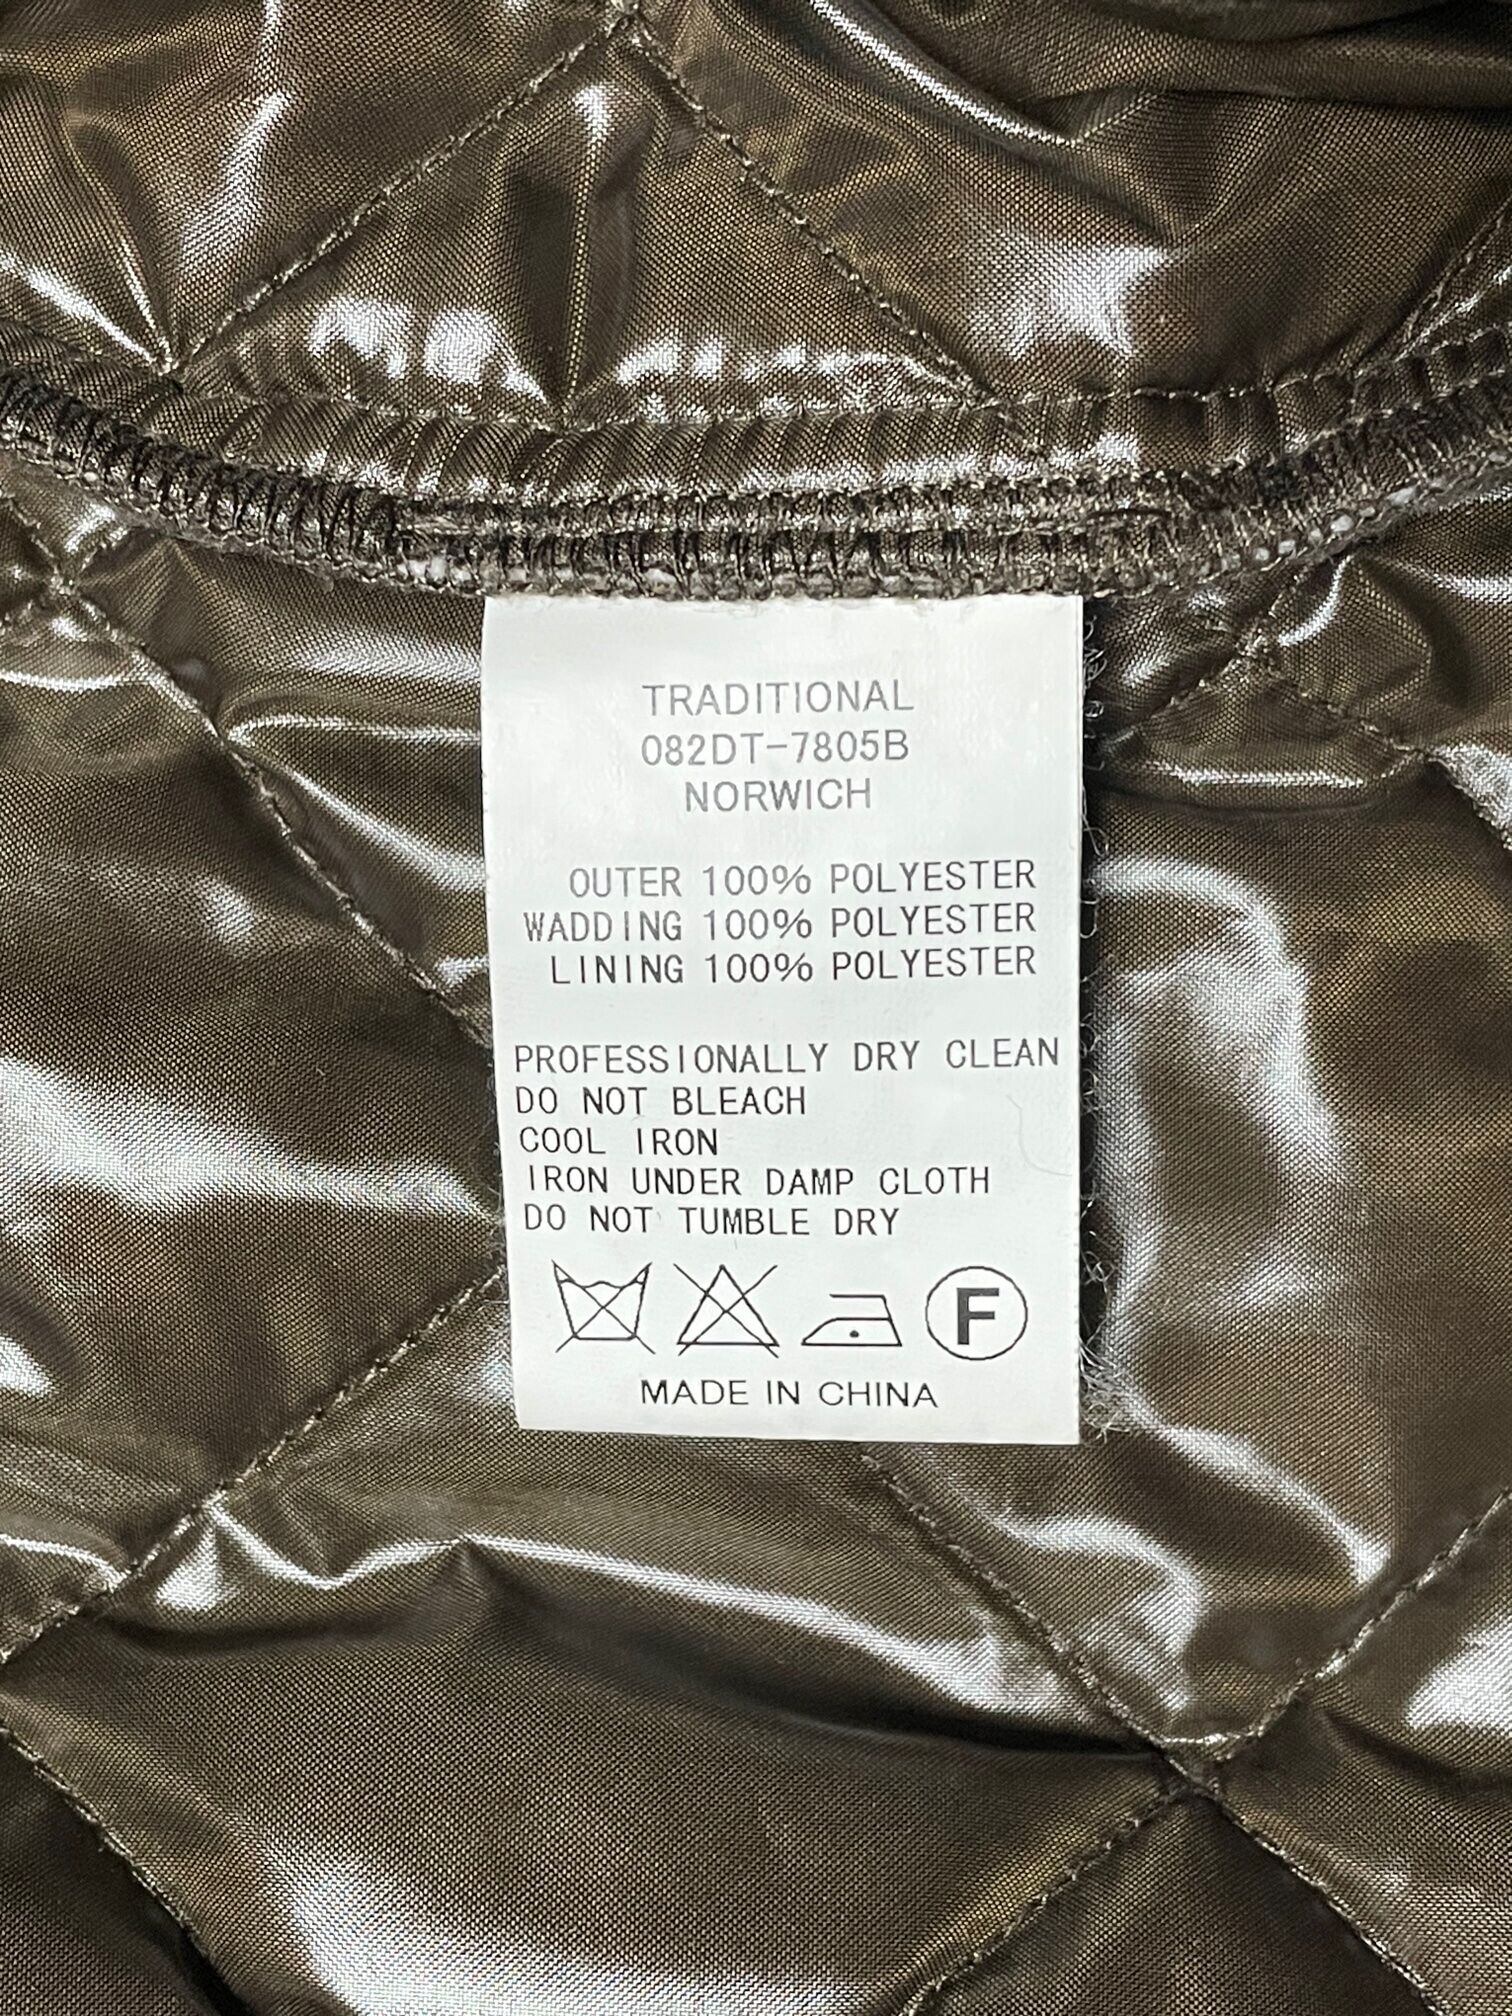 TRADITIONAL
082DT-7805B
NORWICH
OUTER 100% POLYESTER
WADDING 100% POLYESTER
LINING 100% POLYESTER
PROFESSIONALLY DRY CLEAN
DO NOT BLEACH
COOL IRON
IRON UNDER DAMP CLOTH
DO NOT TUMBLE DRY
F
MADE IN CHINA